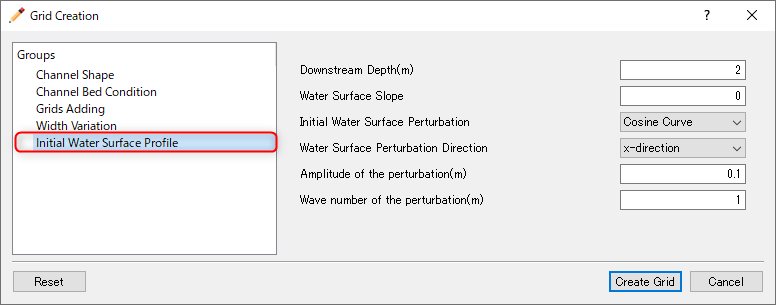 Grid Creation
?
Groups
Channel Shape
Channel Bed Condition
Grids Adding
Width Variation
Initial Water Surface Profile
Downstream Depth(m) 2
Water Surface Slope 0
Initial Water Surface Perturbation Cosine Curve
Water Surface Perturbation Direction x-direction
Amplitude of the perturbation(m) 0.1
Wave number of the perturbation(m) 1
Reset Create Grid Cancel